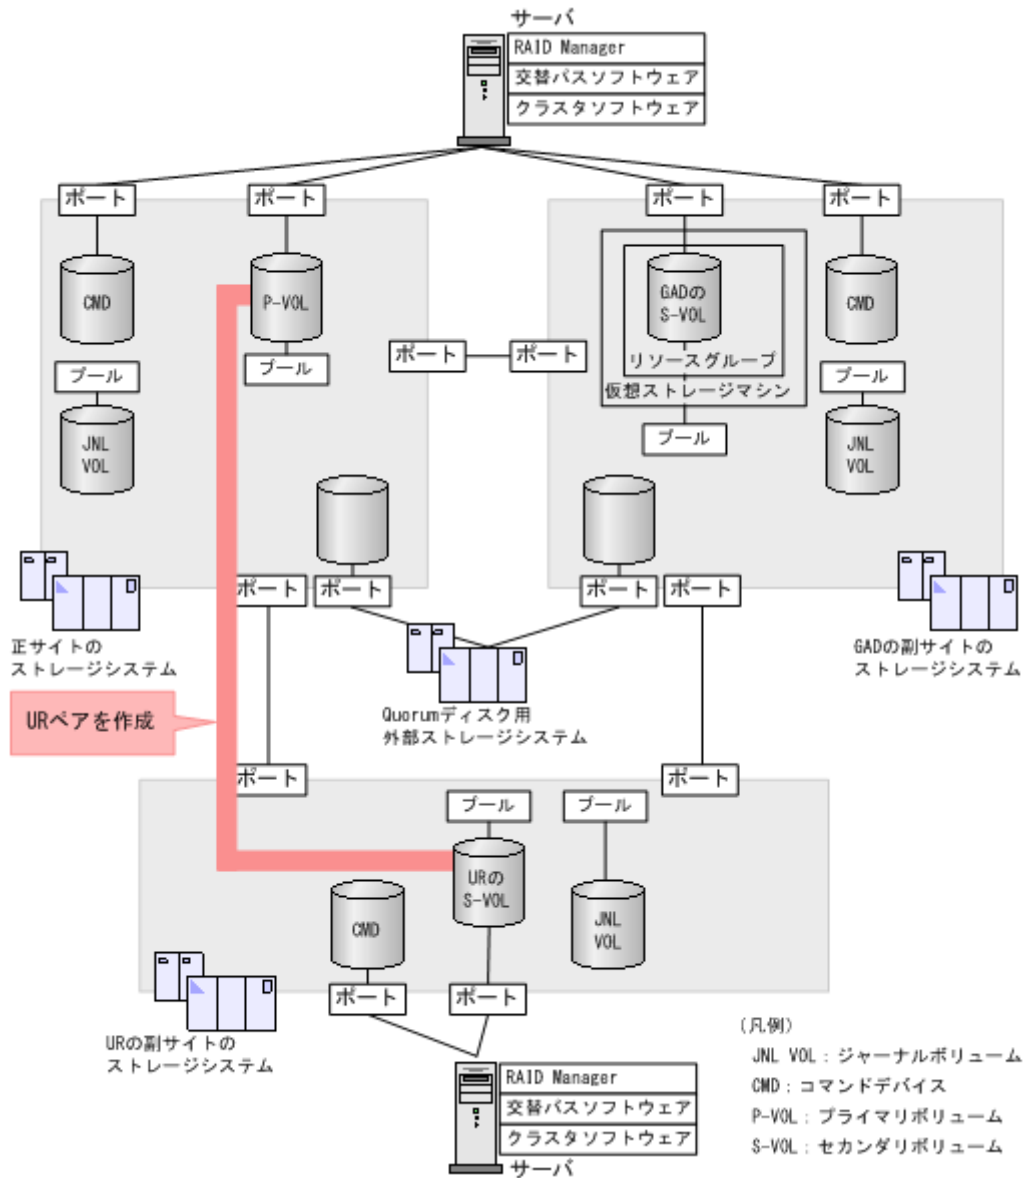 サーバ
RAID Manager
交替パスソフトウェア
クラスタソフトウェア
ポート
ポート
ポート
ポート
CMD
P-VOL
GADの
S-VOL
CMD
リソースグループ
仮想ストレージマシン
プール
プール
プール
プール
ポート
ポート
JNL
VOL
JNL
VOL
ポート
ポート
ポート
ポート
正サイトの
ストレージシステム
GADの副サイトの
ストレージシステム
Quorumディスク用
外部ストレージシステム
URペアを作成
ポート
ポート
プール
プール
URの
S-VOL
CMD
JNL
VOL
ポート
ポート
URの副サイトの
ストレージシステム
RAID Manager
交替パスソフトウェア
クラスタソフトウェア
サーバ
(凡例)
JNL VOL：ジャーナルボリューム
CMD：コマンドデバイス
P-VOL：プライマリボリューム
S-VOL：セカンダリボリューム